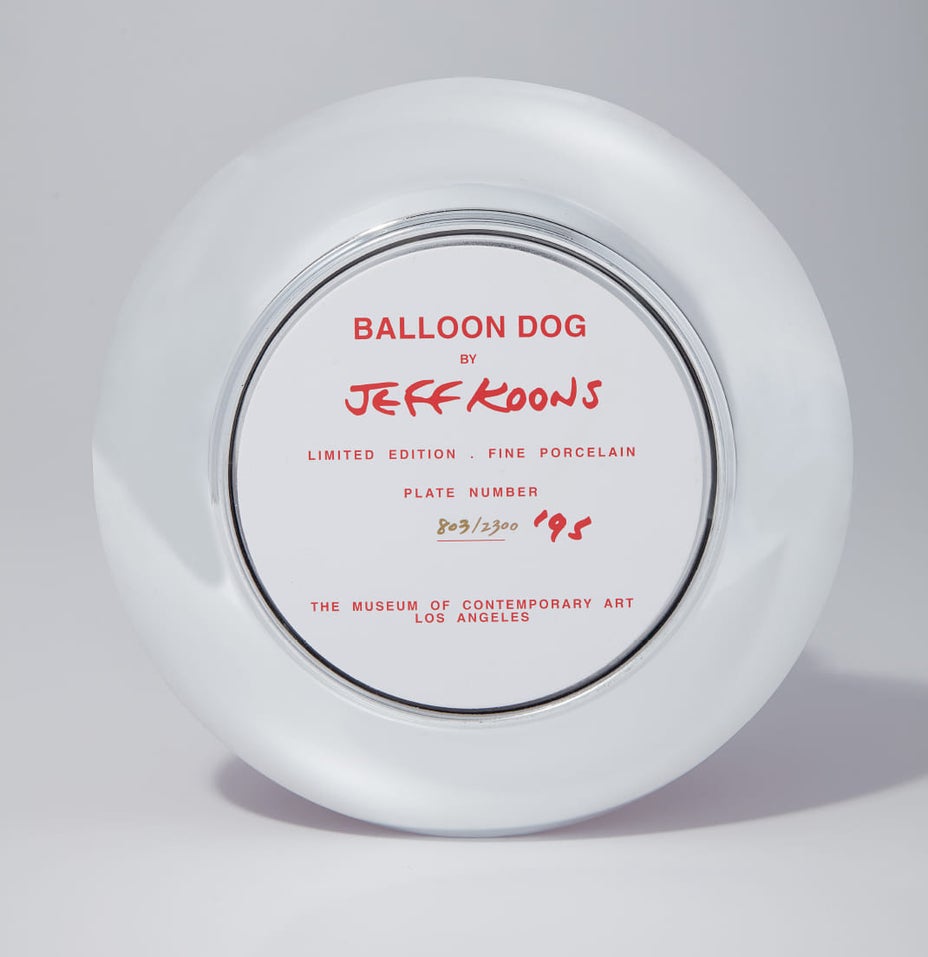 BALLOON DOG
BY
JEFF KOONS
LIMITED EDITION . FINE PORCELAIN
PLATE NUMBER
803/2300 '95
THE MUSEUM OF CONTEMPORARY ART
LOS ANGELES